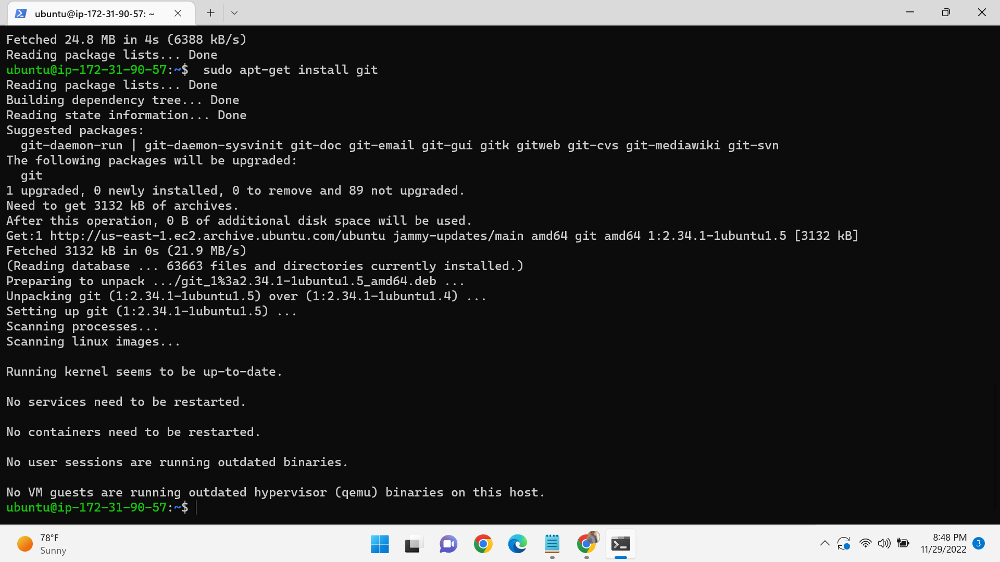 ubuntu@ip-172-31-90-57: ~
Fetched 24.8 MB in 4s (6388 kB/s)
Reading package lists... Done
ubuntu@ip-172-31-90-57:~$  sudo apt-get install git
Reading package lists... Done
Building dependency tree... Done
Reading state information... Done
Suggested packages:
  git-daemon-run | git-daemon-sysvinit git-doc git-email git-gui gitk gitweb git-cvs git-mediawiki git-svn
The following packages will be upgraded:
  git
1 upgraded, 0 newly installed, 0 to remove and 89 not upgraded.
Need to get 3132 kB of archives.
After this operation, 0 B of additional disk space will be used.
Get:1 http://us-east-1.ec2.archive.ubuntu.com/ubuntu jammy-updates/main amd64 git amd64 1:2.34.1-1ubuntu1.5 [3132 kB]
Fetched 3132 kB in 0s (21.9 MB/s)
(Reading database ... 63663 files and directories currently installed.)
Preparing to unpack .../git_1%3a2.34.1-1ubuntu1.5_amd64.deb ...
Unpacking git (1:2.34.1-1ubuntu1.5) over (1:2.34.1-1ubuntu1.4) ...
Setting up git (1:2.34.1-1ubuntu1.5) ...
Scanning processes...
Scanning linux images...
Running kernel seems to be up-to-date.
No services need to be restarted.
No containers need to be restarted.
No user sessions are running outdated binaries.
No VM guests are running outdated hypervisor (qemu) binaries on this host.
ubuntu@ip-172-31-90-57:~$
78°F
Sunny
8:48 PM
11/29/2022
3